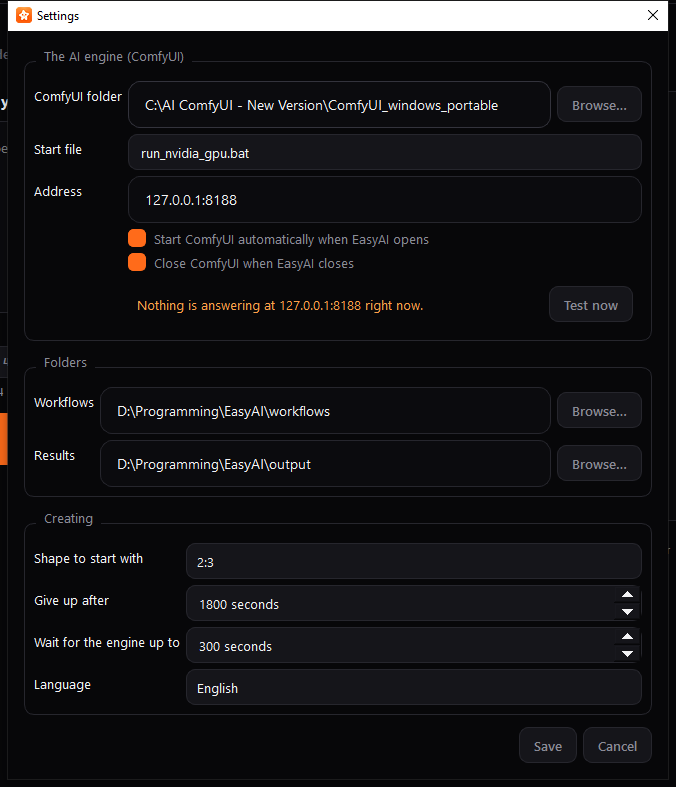 Settings
The AI engine (ComfyUI)
ComfyUI folder
C:\AI ComfyUI - New Version\ComfyUI_windows_portable
Browse...
Start file
run_nvidia_gpu.bat
Address
127.0.0.1:8188
Start ComfyUI automatically when EasyAI opens
Close ComfyUI when EasyAI closes
Nothing is answering at 127.0.0.1:8188 right now.
Test now
Folders
Workflows
D:\Programming\EasyAI\workflows
Browse...
Results
D:\Programming\EasyAI\output
Browse...
Creating
Shape to start with
2:3
Give up after
1800 seconds
Wait for the engine up to
300 seconds
Language
English
Save
Cancel